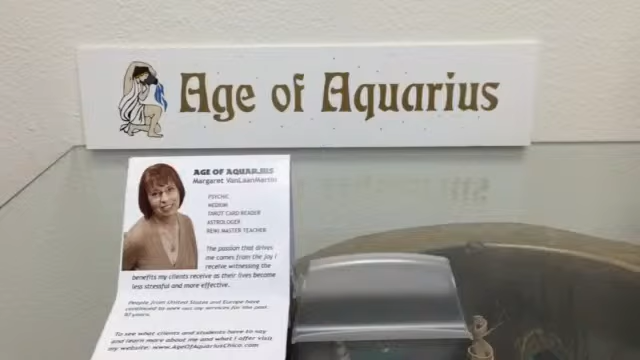 Age of Aquarius
AGE OF AQUARIUS
Margaret VanLaanMartin
PSYCHIC
MEDIUM
TAROT CARD READER
ASTROLOGER
REIKI MASTER TEACHER
The passion that drives
me comes from the joy I
receive witnessing the
benefits my clients receive as their lives become
less stressful and more effective.
People from United States and Europe have
continued to seek out my services for the past
years.
To see what clients and students have to say
and learn more about me and what I offer visit
my website: www.AgeOfAquariusChico.com